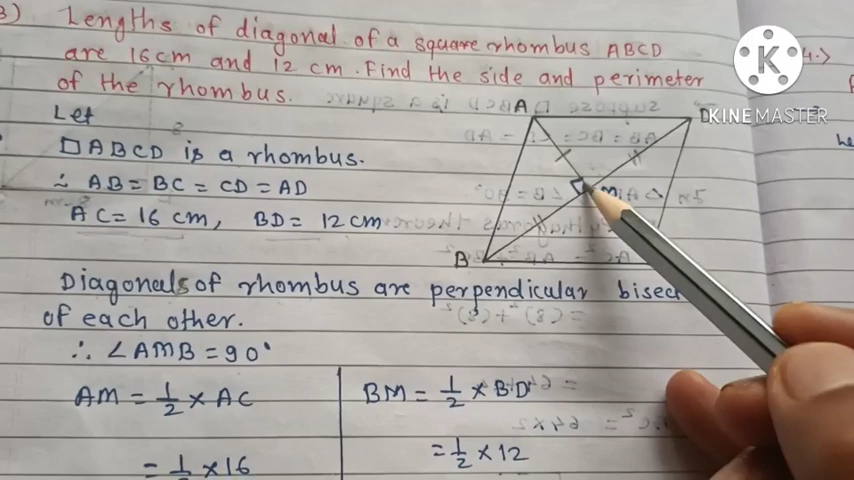 3) Lengths of diagonal of a square rhombus ABCD
are 16cm and 12 cm. Find the side and perimeter
of the rhombus.
Let
□ABCD is a rhombus.
∴ AB = BC = CD = AD
AC = 16 cm, BD = 12 cm
Diagonals of rhombus are perpendicular bisec
of each other.
∴ ∠AMB = 90°
AM = 1/2 × AC
= 1/2 × 16
BM = 1/2 × BD
= 1/2 × 12
A
D
M
B
K
KINEMASTER
4.)
he